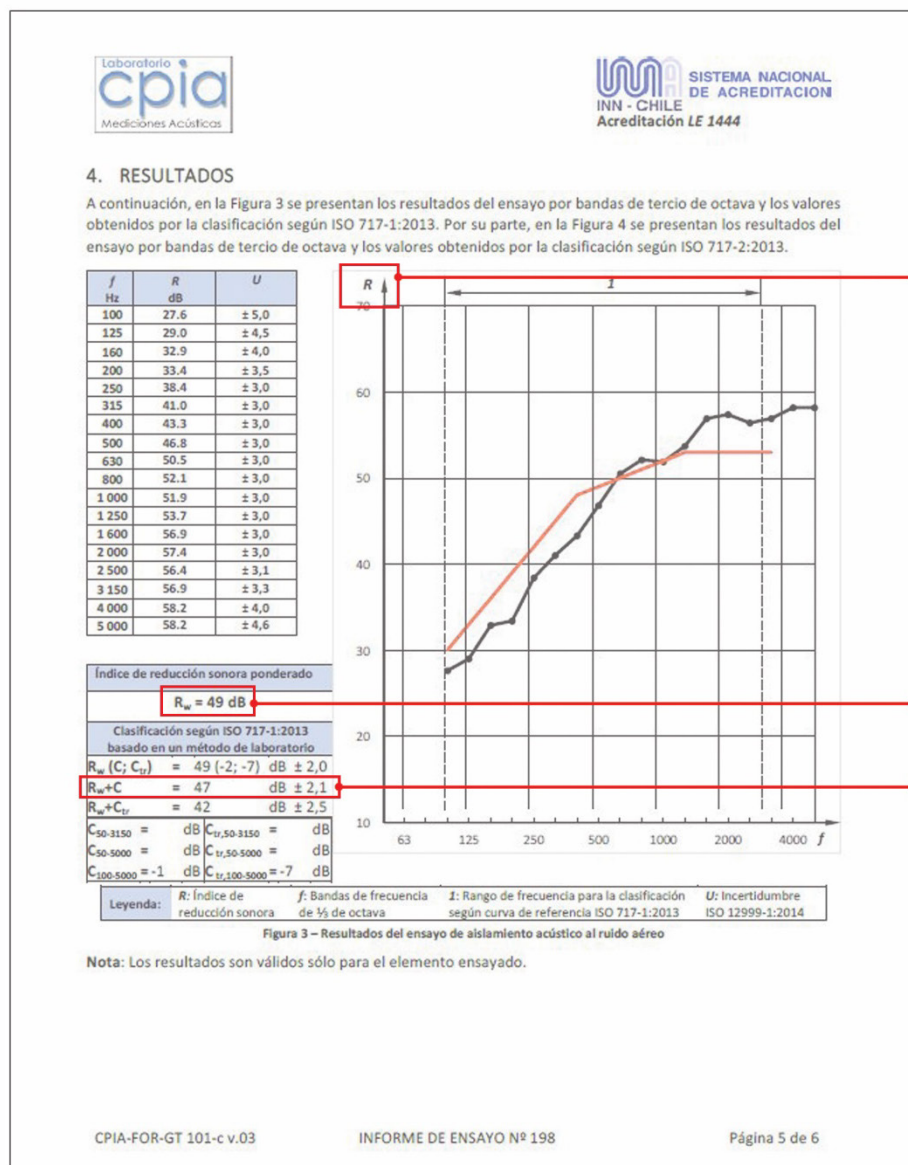 Laboratorio
cpia
Mediciones Acústicas
INN - CHILE
SISTEMA NACIONAL
DE ACREDITACION
Acreditación LE 1444
4. RESULTADOS
A continuación, en la Figura 3 se presentan los resultados del ensayo por bandas de tercio de octava y los valores
obtenidos por la clasificación según ISO 717-1:2013. Por su parte, en la Figura 4 se presentan los resultados del
ensayo por bandas de tercio de octava y los valores obtenidos por la clasificación según ISO 717-2:2013.
f R U
Hz dB
100 27.6 ± 5,0
125 29.0 ± 4,5
160 32.9 ± 4,0
200 33.4 ± 3,5
250 38.4 ± 3,0
315 41.0 ± 3,0
400 43.3 ± 3,0
500 46.8 ± 3,0
630 50.5 ± 3,0
800 52.1 ± 3,0
1 000 51.9 ± 3,0
1 250 53.7 ± 3,0
1 600 56.9 ± 3,0
2 000 57.4 ± 3,0
2 500 56.4 ± 3,1
3 150 56.9 ± 3,3
4 000 58.2 ± 4,0
5 000 58.2 ± 4,6
R
1
70
60
50
40
30
20
10
63 125 250 500 1000 2000 4000 f
Índice de reducción sonora ponderado
Rw = 49 dB
Clasificación según ISO 717-1:2013
basado en un método de laboratorio
Rw (C; Ctr) = 49 (-2; -7) dB ± 2,0
Rw+C = 47 dB ± 2,1
Rw+Ctr = 42 dB ± 2,5
C50-3150 = dB Ctr,50-3150 = dB
C50-5000 = dB Ctr,50-5000 = dB
C100-5000 = -1 dB Ctr,100-5000 = -7 dB
Leyenda:
R: Índice de
reducción sonora
f: Bandas de frecuencia
de ⅓ de octava
1: Rango de frecuencia para la clasificación
según curva de referencia ISO 717-1:2013
U: Incertidumbre
ISO 12999-1:2014
Figura 3 – Resultados del ensayo de aislamiento acústico al ruido aéreo
Nota: Los resultados son válidos sólo para el elemento ensayado.
CPIA-FOR-GT 101-c v.03 INFORME DE ENSAYO Nº 198 Página 5 de 6